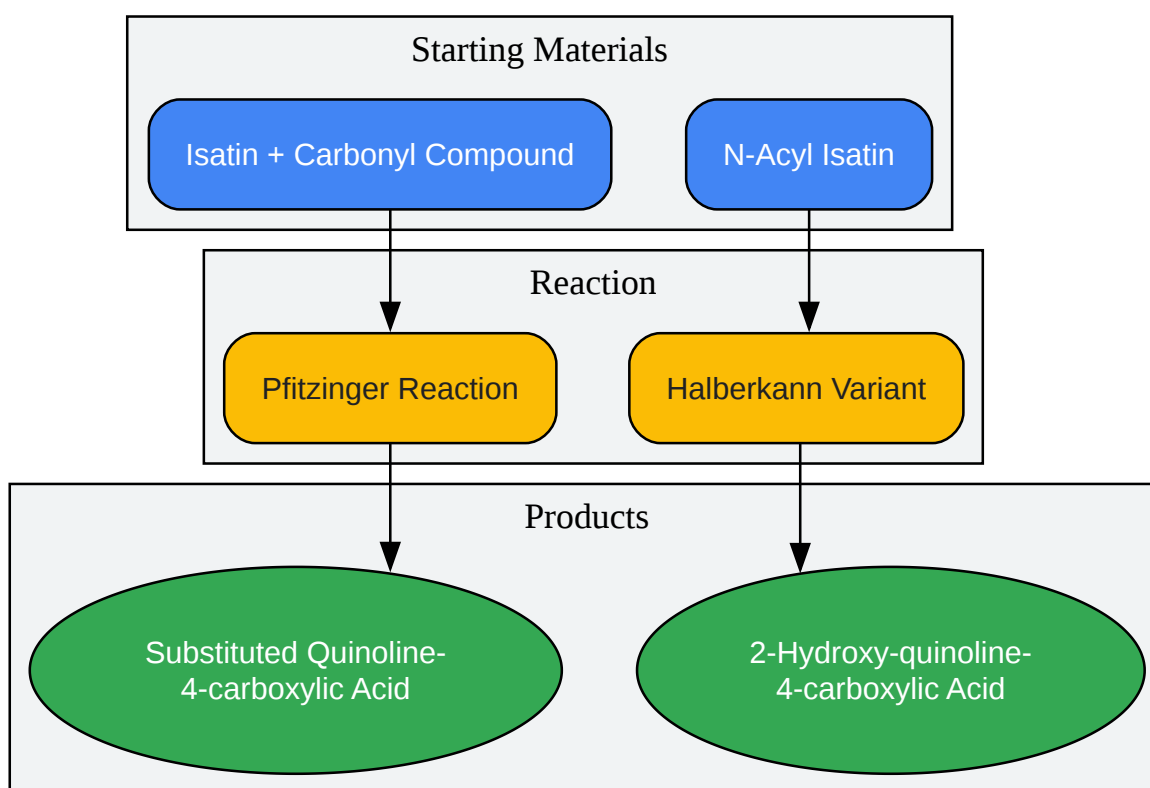 Starting Materials
Isatin + Carbonyl Compound
N-Acyl Isatin
Reaction
Pfitzinger Reaction
Halberkann Variant
Products
Substituted Quinoline-
4-carboxylic Acid
2-Hydroxy-quinoline-
4-carboxylic Acid